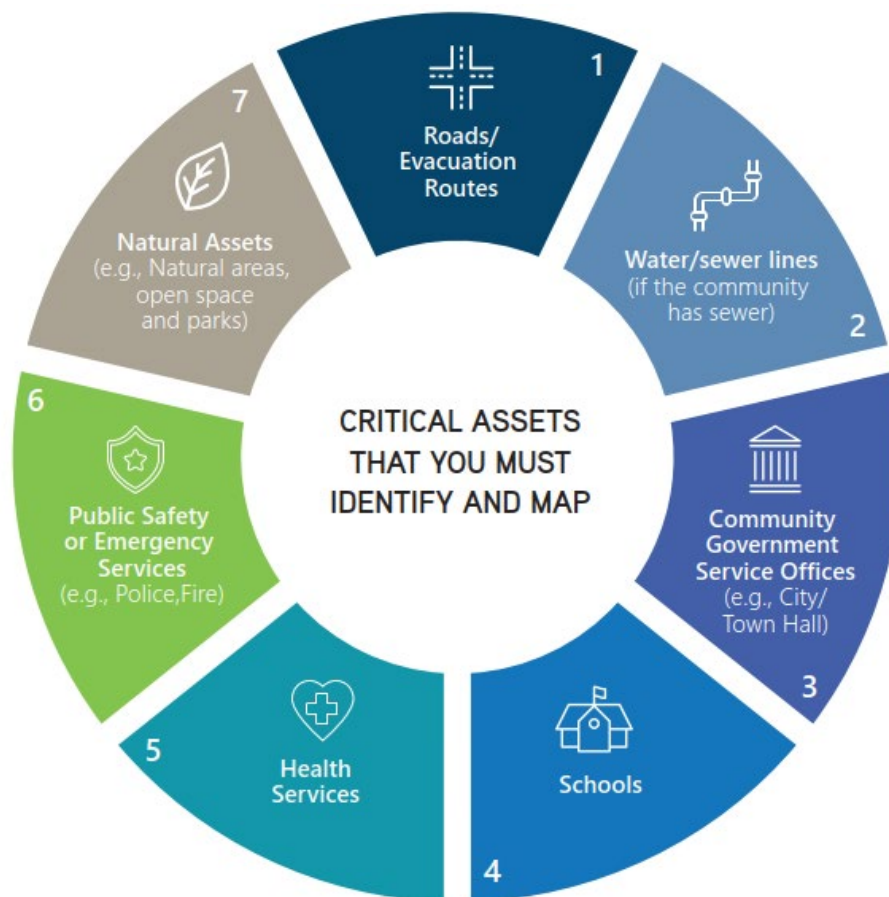 1
Roads/
Evacuation
Routes
2
Water/sewer lines
(if the community
has sewer)
3
Community
Government
Service Offices
(e.g., City/
Town Hall)
4
Schools
5
Health
Services
6
Public Safety
or Emergency
Services
(e.g., Police,Fire)
7
Natural Assets
(e.g., Natural areas,
open space
and parks)
CRITICAL ASSETS
THAT YOU MUST
IDENTIFY AND MAP